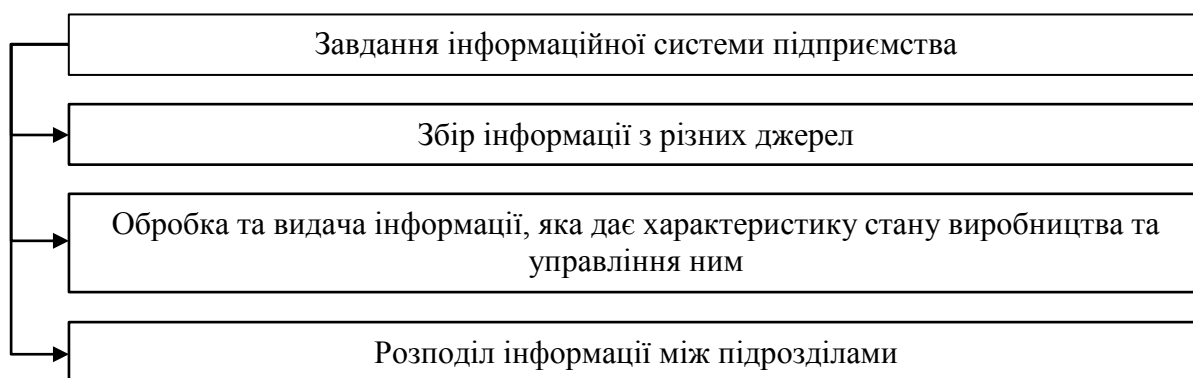 Завдання інформаційної системи підприємства
Збір інформації з різних джерел
Обробка та видача інформації, яка дає характеристику стану виробництва та
управління ним
Розподіл інформації між підрозділами